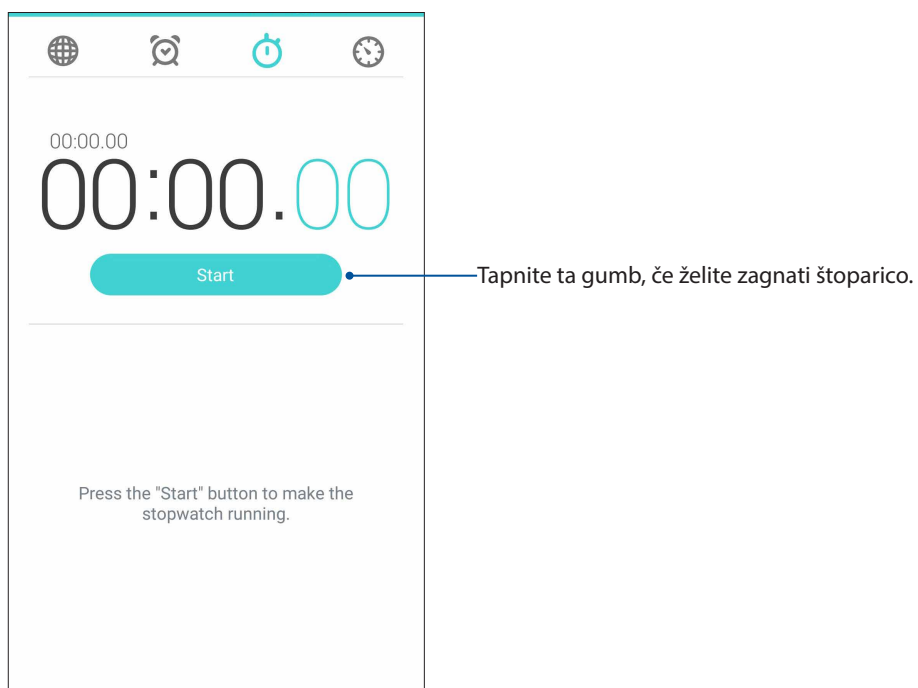 00:00.00
00:00.00
Start
Tapnite ta gumb, če želite zagnati štoparico.
Press the "Start" button to make the
stopwatch running.